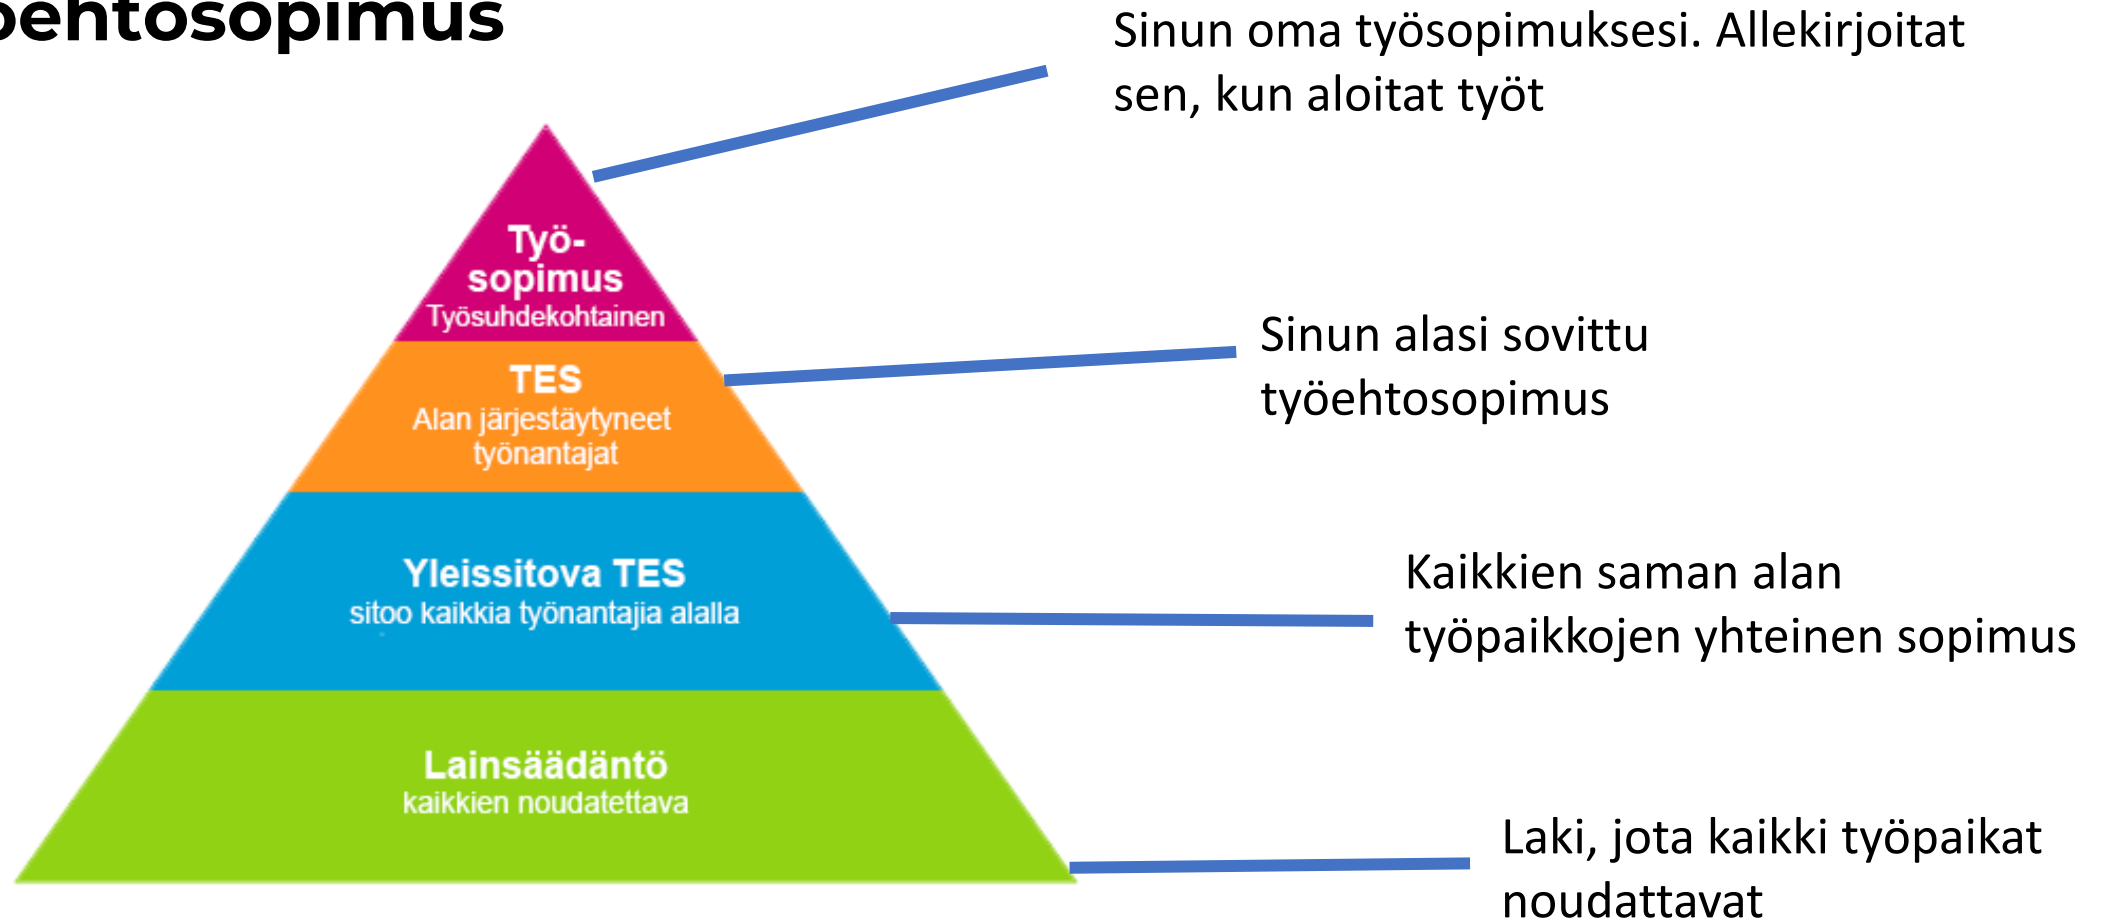 Sinun oma työsopimuksesi. Allekirjoitat
sen, kun aloitat työt
Työ-
sopimus
Työsuhdekohtainen
Sinun alasi sovittu
työehtosopimus
TES
Alan järjestäytyneet
työnantajat
Kaikkien saman alan
työpaikkojen yhteinen sopimus
Yleissitova TES
sitoo kaikkia työnantajia alalla
Lainsäädäntö
kaikkien noudatettava
Laki, jota kaikki työpaikat
noudattavat